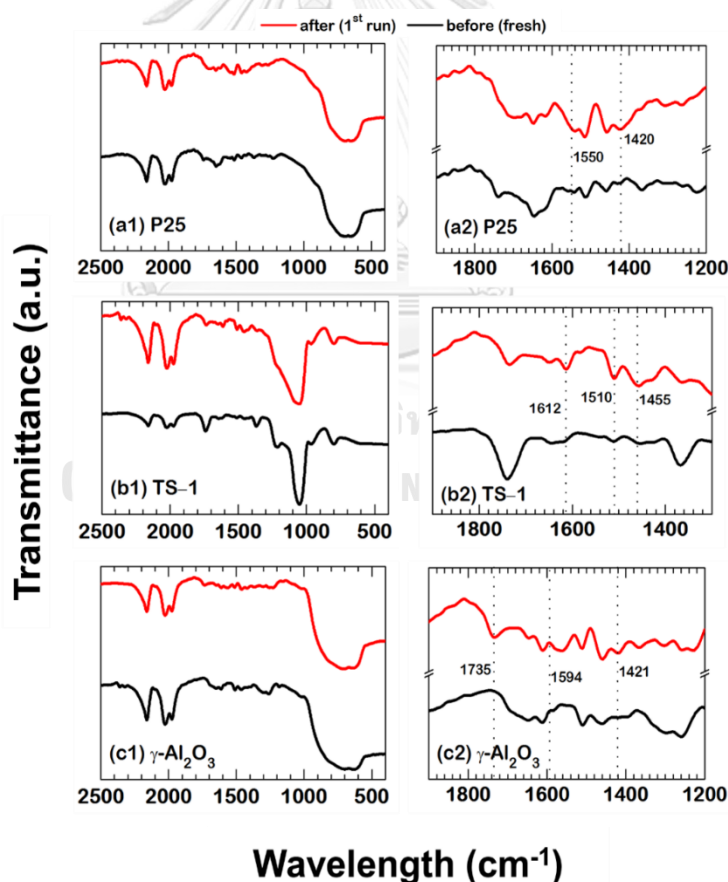 after (1st run) before (fresh)
Transmittance (a.u.)
(a1) P25
2500 2000 1500 1000 500
1550
1420
(a2) P25
1800 1600 1400 1200
(b1) TS–1
2500 2000 1500 1000 500
1612
1510
1455
(b2) TS–1
1800 1600 1400
(c1) γ-Al2O3
2500 2000 1500 1000 500
1735
1594
1421
(c2) γ-Al2O3
1800 1600 1400 1200
Wavelength (cm-1)